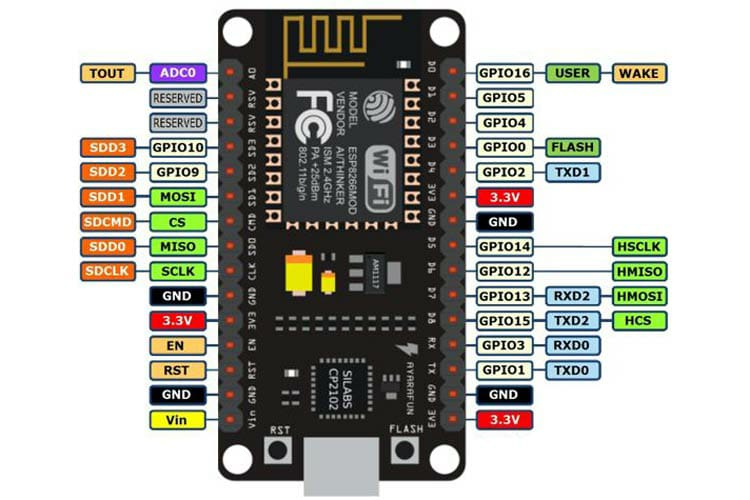 TOUT ADC0 A0 D0 GPIO16 USER WAKE
RESERVED RSV D1 GPIO5
RESERVED RSV D2 GPIO4
SDD3 GPIO10 SD3 D3 GPIO0 FLASH
SDD2 GPIO9 SD2 D4 GPIO2 TXD1
SDD1 MOSI SD1 3V3 3.3V
SDCMD CS CMD GND GND
SDD0 MISO SD0 D5 GPIO14 HSCLK
SDCLK SCLK CLK D6 GPIO12 HMISO
GND GND D7 GPIO13 RXD2 HMOSI
3.3V 3V3 D8 GPIO15 TXD2 HCS
EN EN RX GPIO3 RXD0
RST RST TX GPIO1 TXD0
GND GND GND GND
Vin Vin 3V3 3.3V
MODEL ESP8266MOD
VENDOR AI/THINKER
ISM 2.4GHz
PA +25dBm
802.11b/g/n
FC
Wi Fi
AM1117
SILABS
CP2102
AYARAFUN
RST
FLASH